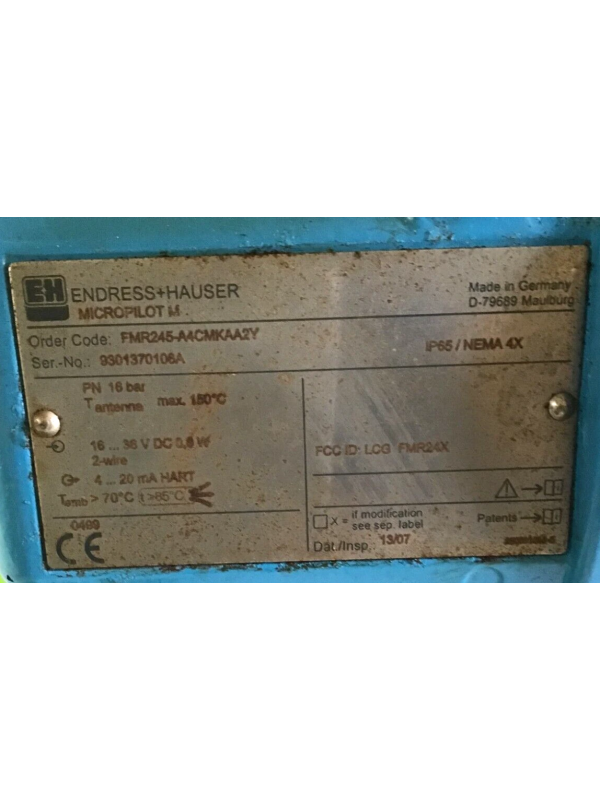 E+H ENDRESS+HAUSER
MICROPILOT M
Made in Germany
D-79689 Maulburg
Order Code: FMR245-A4CMKAA2Y
IP65 / NEMA 4X
Ser.-No.: 9301370106A
PN 16 bar
T antenna max. 150°C
16 ... 36 V DC 0,8 W
2-wire
4 ... 20 mA HART
Tamb > 70°C : t >85°C
FCC ID: LCG FMR24X
x = if modification
see sep. label
Patents
Dat./Insp. 13/07
0499
CE